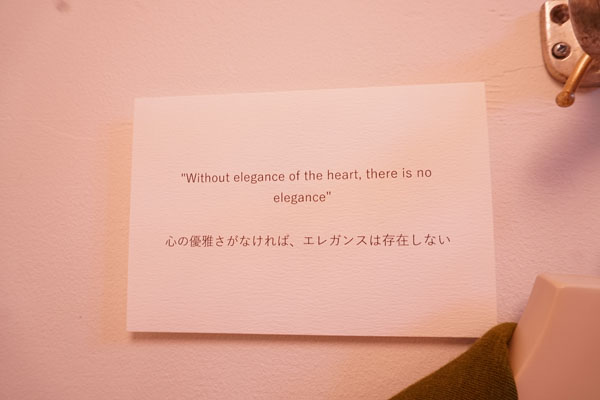 "Without elegance of the heart, there is no
elegance"
心の優雅さがなければ、エレガンスは存在しない